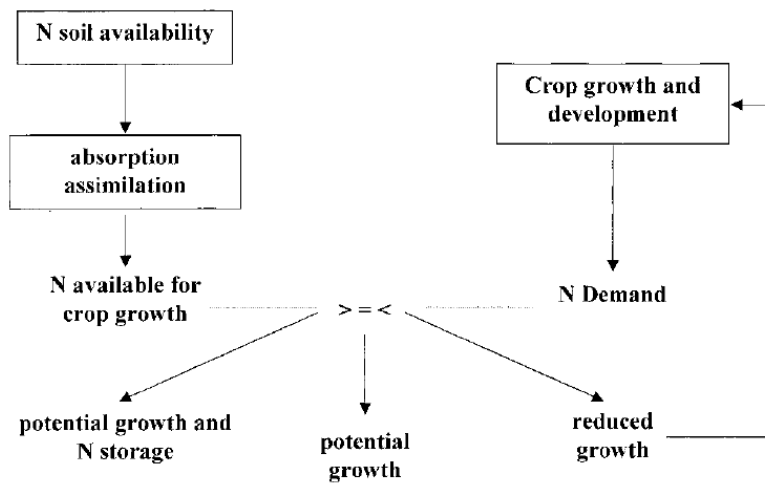 N soil availability
Crop growth and
development
absorption
assimilation
N available for
crop growth
N Demand
> = <
potential growth and
N storage
potential
growth
reduced
growth